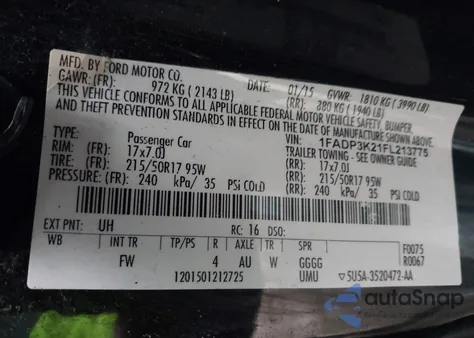 MFD. BY FORD MOTOR CO. DATE: 01/15 GVWR: 1810 KG ( 3990 LB)
GAWR: (FR): 972 KG ( 2143 LB) (RR): 880 KG ( 1940 LB)
THIS VEHICLE CONFORMS TO ALL APPLICABLE FEDERAL MOTOR VEHICLE SAFETY, BUMPER,
AND THEFT PREVENTION STANDARDS IN EFFECT ON THE DATE OF MANUFACTURE SHOWN ABOVE.
VIN: 1FADP3K21FL213775
TYPE: Passenger Car TRAILER TOWING - SEE OWNER GUIDE
RIM: (FR) 17x7.0J (RR): 17x7.0J
TIRE: (FR): 215/50R17 95W (RR): 215/50R17 95W
PRESSURE: (FR) 240 kPa/ 35 PSi COLD (RR): 240 kPa/ 35 PSi COLD
EXT PNT: UH RC: 16 DSO: F0075
WB INT TR TP/PS R AXLE TR SPR R0067
FW 4 AU W GGGG
1201501212725 UMU ▽ 5U5A-3520472-AA
autoSnap